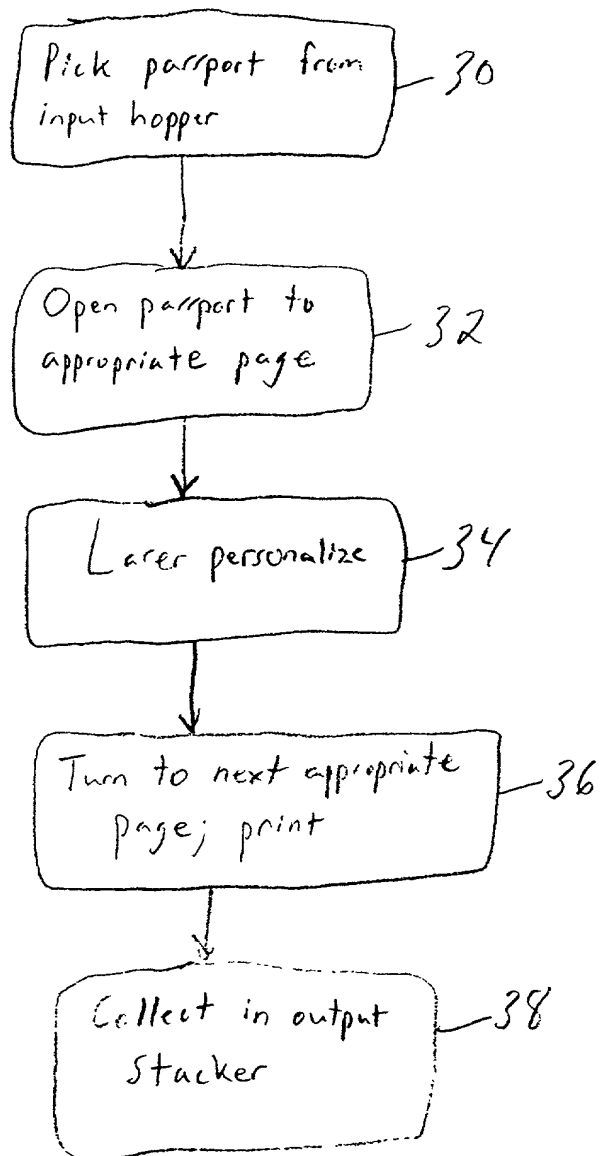 Pick passport from
input hopper
30
Open passport to
appropriate page
32
Laser personalize
34
Turn to next appropriate
page; print
36
Collect in output
stacker
38